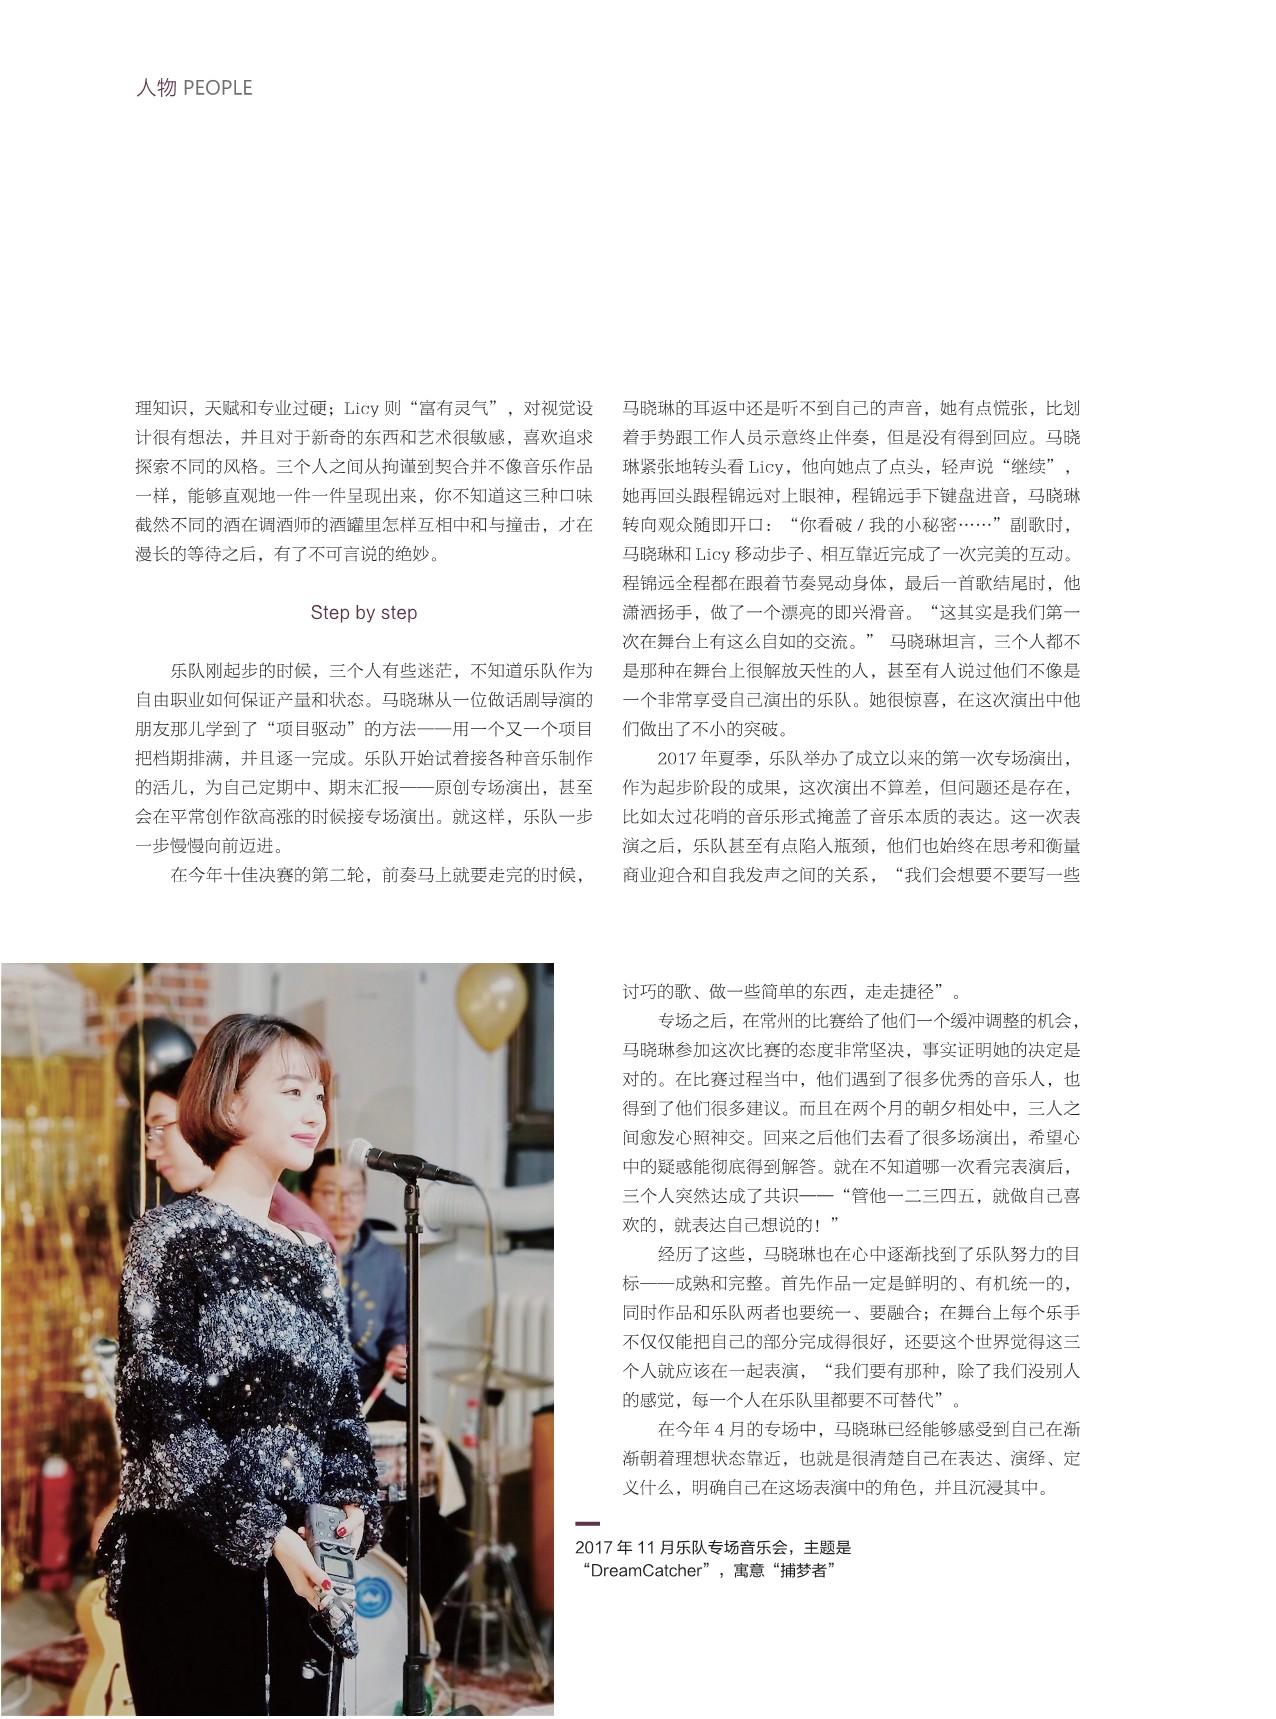 人物 PEOPLE
理知识，天赋和专业过硬；Licy 则“富有灵气”，对视觉设
计很有想法，并且对于新奇的东西和艺术很敏感，喜欢追求
探索不同的风格。三个人之间从拘谨到契合并不像音乐作品
一样，能够直观地一件一件呈现出来，你不知道这三种口味
截然不同的酒在调酒师的酒罐里怎样互相中和与撞击，才在
漫长的等待之后，有了不可言说的绝妙。
Step by step
乐队刚起步的时候，三个人有些迷茫，不知道乐队作为
自由职业如何保证产量和状态。马晓琳从一位做话剧导演的
朋友那儿学到了“项目驱动”的方法——用一个又一个项目
把档期排满，并且逐一完成。乐队开始试着接各种音乐制作
的活儿，为自己定期中、期末汇报——原创专场演出，甚至
会在平常创作欲高涨的时候接专场演出。就这样，乐队一步
一步慢慢向前迈进。
在今年十佳决赛的第二轮，前奏马上就要走完的时候，
马晓琳的耳返中还是听不到自己的声音，她有点慌张，比划
着手势跟工作人员示意终止伴奏，但是没有得到回应。马晓
琳紧张地转头看 Licy，他向她点了点头，轻声说“继续”，
她再回头跟程锦远对上眼神，程锦远手下键盘进音，马晓琳
转向观众随即开口：“你看破 / 我的小秘密……”副歌时，
马晓琳和 Licy 移动步子、相互靠近完成了一次完美的互动。
程锦远全程都在跟着节奏晃动身体，最后一首歌结尾时，他
潇洒扬手，做了一个漂亮的即兴滑音。“这其实是我们第一
次在舞台上有这么自如的交流。” 马晓琳坦言，三个人都不
是那种在舞台上很解放天性的人，甚至有人说过他们不像是
一个非常享受自己演出的乐队。她很惊喜，在这次演出中他
们做出了不小的突破。
2017 年夏季，乐队举办了成立以来的第一次专场演出，
作为起步阶段的成果，这次演出不算差，但问题还是存在，
比如太过花哨的音乐形式掩盖了音乐本质的表达。这一次表
演之后，乐队甚至有点陷入瓶颈，他们也始终在思考和衡量
商业迎合和自我发声之间的关系，“我们会想要不要写一些
讨巧的歌、做一些简单的东西，走走捷径”。
专场之后，在常州的比赛给了他们一个缓冲调整的机会，
马晓琳参加这次比赛的态度非常坚决，事实证明她的决定是
对的。在比赛过程当中，他们遇到了很多优秀的音乐人，也
得到了他们很多建议。而且在两个月的朝夕相处中，三人之
间愈发心照神交。回来之后他们去看了很多场演出，希望心
中的疑惑能彻底得到解答。就在不知道哪一次看完表演后，
三个人突然达成了共识——“管他一二三四五，就做自己喜
欢的，就表达自己想说的！”
经历了这些，马晓琳也在心中逐渐找到了乐队努力的目
标——成熟和完整。首先作品一定是鲜明的、有机统一的，
同时作品和乐队两者也要统一、要融合；在舞台上每个乐手
不仅仅能把自己的部分完成得很好，还要这个世界觉得这三
个人就应该在一起表演，“我们要有那种，除了我们没别人
的感觉，每一个人在乐队里都要不可替代”。
在今年 4 月的专场中，马晓琳已经能够感受到自己在渐
渐朝着理想状态靠近，也就是很清楚自己在表达、演绎、定
义什么，明确自己在这场表演中的角色，并且沉浸其中。
2017 年 11 月乐队专场音乐会，主题是
“DreamCatcher”，寓意“捕梦者”